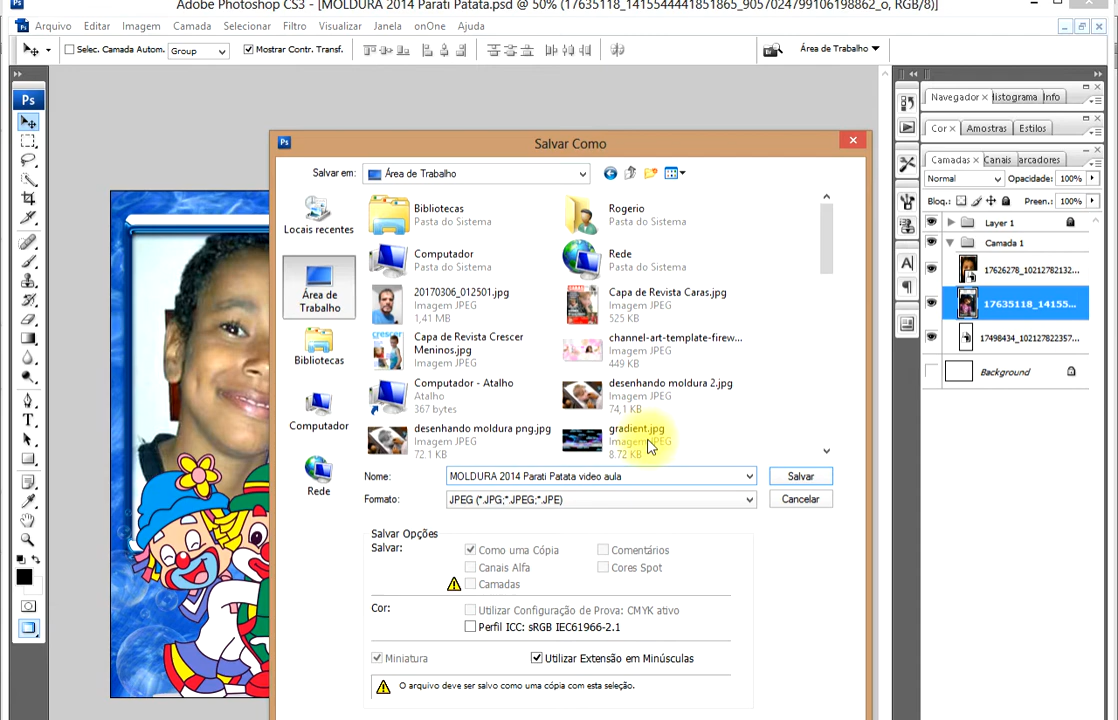 Adobe Photoshop CS3 - [MOLDURA 2014 Parati Patata.psd @ 50% (17635118_1415544441851865_9057024799106198862_o, RGB/8)]
Arquivo Editar Imagem Camada Selecionar Filtro Visualizar Janela onOne Ajuda
Selec. Camada Autom. Group Mostrar Contr. Transf. Área de Trabalho
Ps
Navegador Histograma Info
Cor Amostras Estilos
Camadas Canais arcadores
Normal Opacidade: 100%
Bloq.: Preen.: 100%
Layer 1
Camada 1
17626278_10212782132...
17635118_14155...
17498434_102127822357...
Background
Salvar Como
Salvar em: Área de Trabalho
Locais recentes
Área de
Trabalho
Bibliotecas
Computador
Rede
Bibliotecas
Pasta do Sistema
Rogerio
Pasta do Sistema
Computador
Pasta do Sistema
Rede
Pasta do Sistema
20170306_012501.jpg
Imagem JPEG
1,41 MB
Capa de Revista Caras.jpg
Imagem JPEG
525 KB
Capa de Revista Crescer
Meninos.jpg
Imagem JPEG
channel-art-template-firew...
Imagem JPEG
449 KB
Computador - Atalho
Atalho
367 bytes
desenhando moldura 2.jpg
Imagem JPEG
74,1 KB
desenhando moldura png.jpg
Imagem JPEG
72.1 KB
gradient.jpg
Imagem JPEG
8.72 KB
Nome: MOLDURA 2014 Parati Patata video aula
Salvar
Formato: JPEG (*.JPG;*.JPEG;*.JPE)
Cancelar
Salvar Opções
Salvar: Como uma Cópia Comentários
Canais Alfa Cores Spot
Camadas
Cor: Utilizar Configuração de Prova: CMYK ativo
Perfil ICC: sRGB IEC61966-2.1
Miniatura Utilizar Extensão em Minúsculas
O arquivo deve ser salvo como uma cópia com esta seleção.